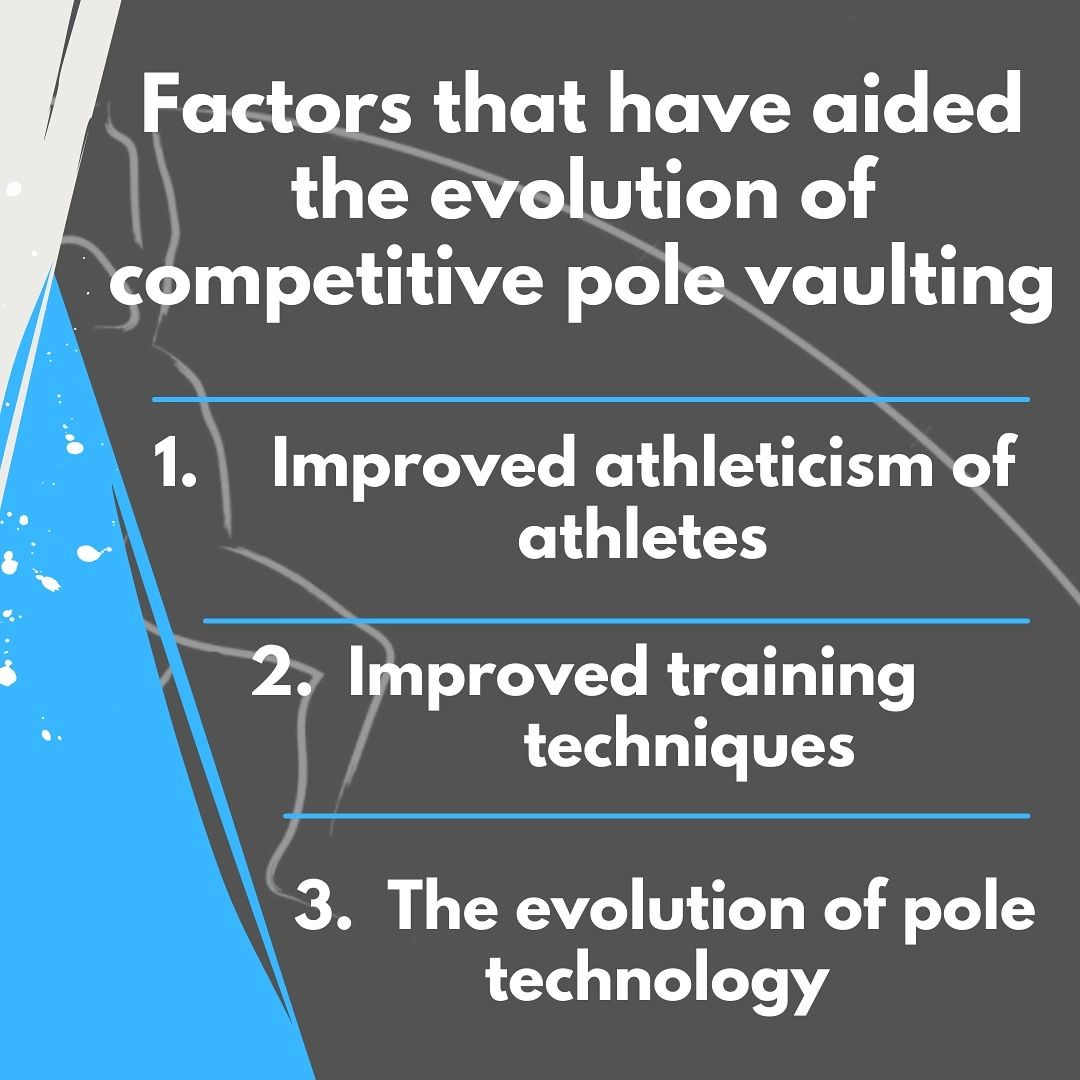 Factors that have aided
the evolution of
competitive pole vaulting
1. Improved athleticism of
athletes
2. Improved training
techniques
3. The evolution of pole
technology